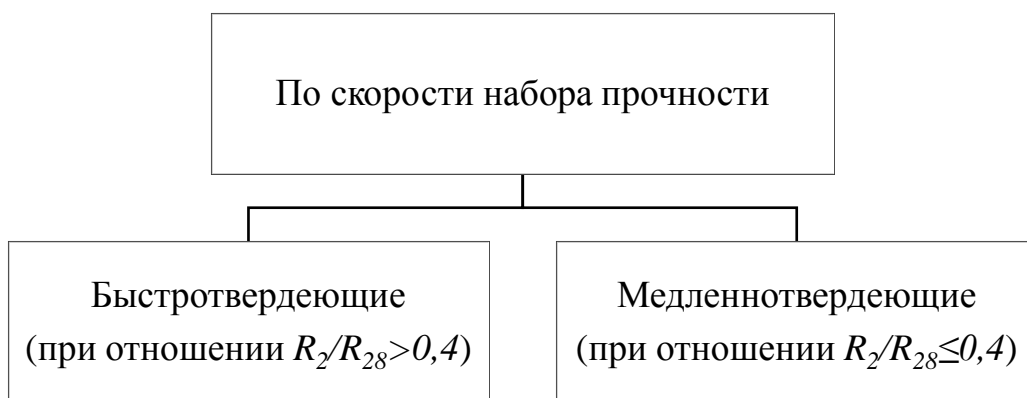 По скорости набора прочности
Быстротвердеющие
(при отношении R₂/R₂₈>0,4)
Медленнотвердеющие
(при отношении R₂/R₂₈≤0,4)